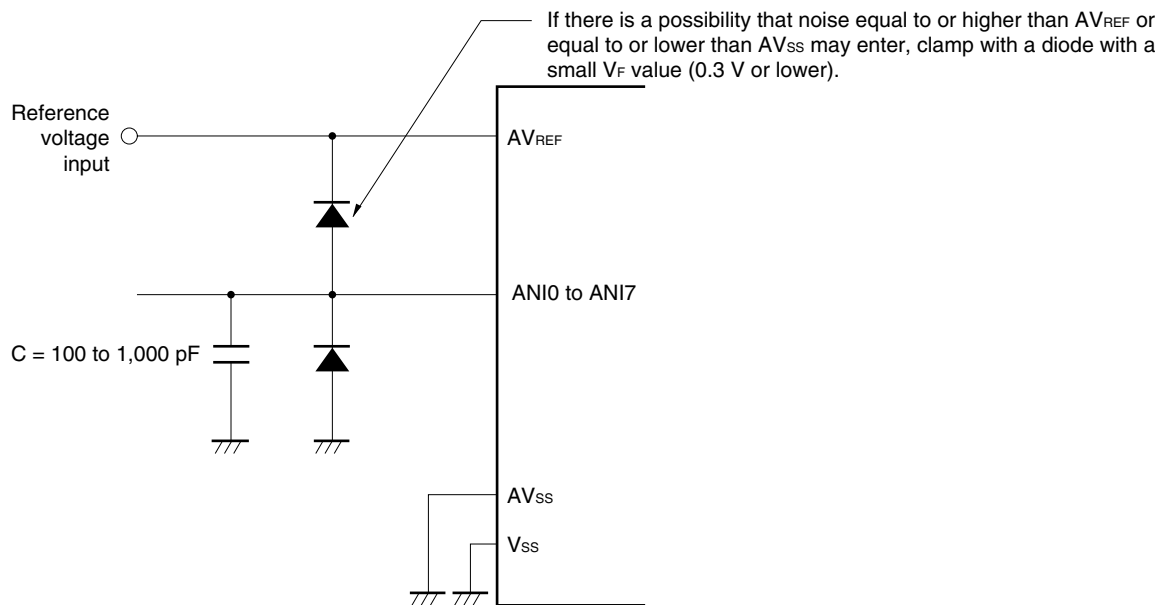 If there is a possibility that noise equal to or higher than AVREF or
equal to or lower than AVSS may enter, clamp with a diode with a
small VF value (0.3 V or lower).
Reference
voltage
input
AVREF
ANI0 to ANI7
C = 100 to 1,000 pF
AVSS
VSS